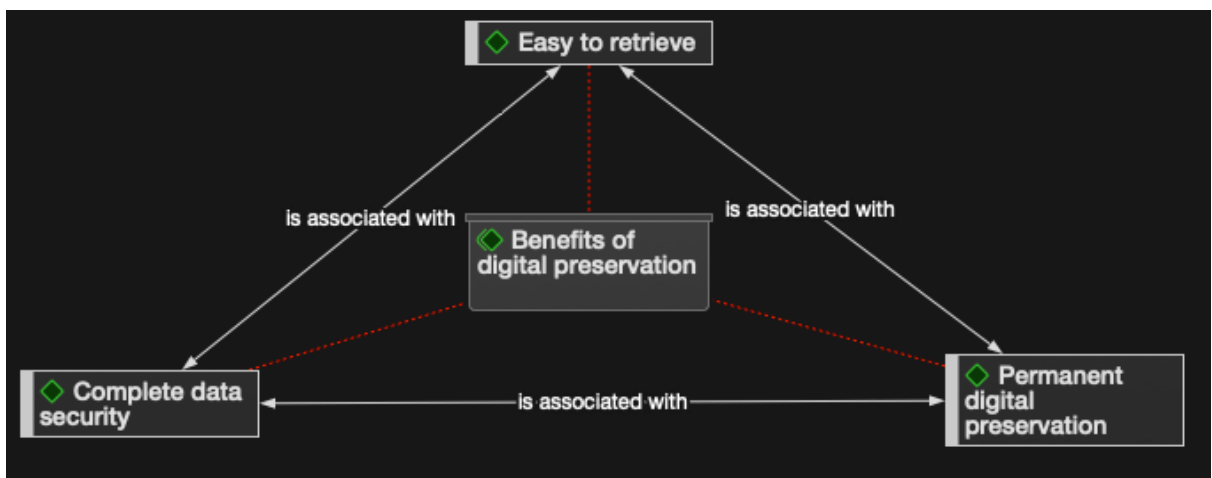 Easy to retrieve
is associated with
is associated with
Benefits of
digital preservation
Complete data
security
is associated with
Permanent
digital
preservation